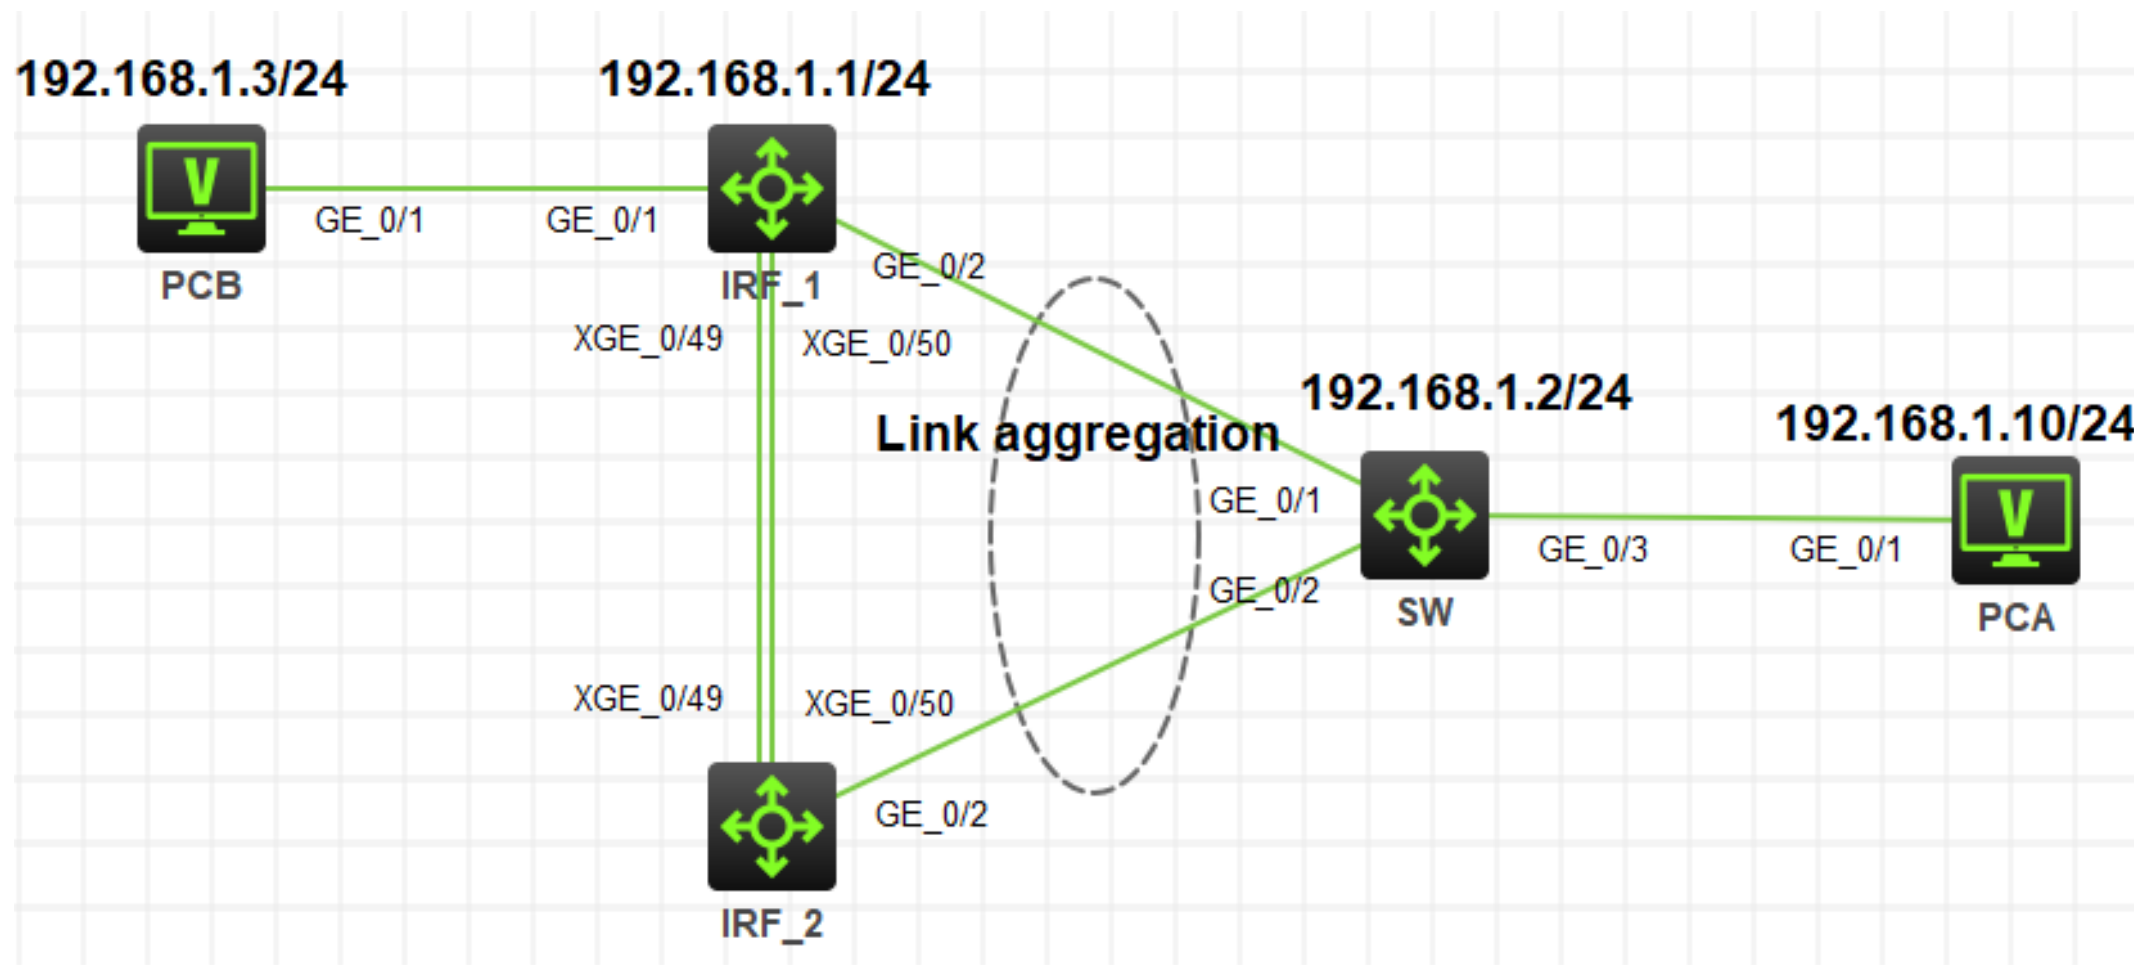 192.168.1.3/24
192.168.1.1/24
V
GE_0/1
GE_0/1
PCB
IRF_1
GE_0/2
XGE_0/49
XGE_0/50
192.168.1.2/24
192.168.1.10/24
Link aggregation
GE_0/1
V
GE_0/3
GE_0/1
GE_0/2
SW
PCA
XGE_0/49
XGE_0/50
GE_0/2
IRF_2